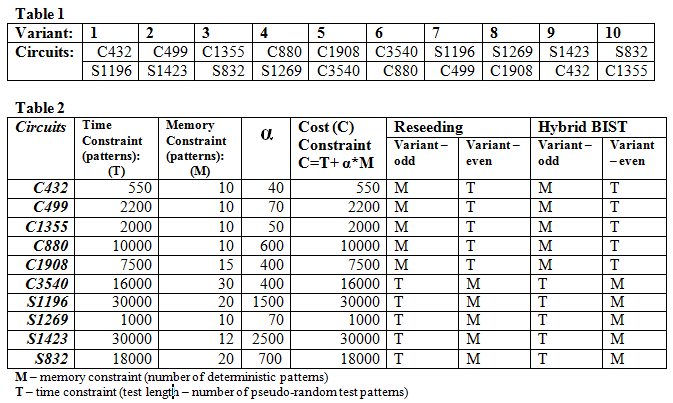 Table 1
Variant: 1 2 3 4 5 6 7 8 9 10
Circuits: C432 C499 C1355 C880 C1908 C3540 S1196 S1269 S1423 S832
S1196 S1423 S832 S1269 C3540 C880 C499 C1908 C432 C1355
Table 2
Circuits Time Constraint (patterns): (T) Memory Constraint (patterns): (M) α Cost (C) Constraint C=T+ α*M Reseeding Hybrid BIST
Variant – odd Variant – even Variant – odd Variant – even
C432 550 10 40 550 M T M T
C499 2200 10 70 2200 M T M T
C1355 2000 10 50 2000 M T M T
C880 10000 10 600 10000 M T M T
C1908 7500 15 400 7500 M T M T
C3540 16000 30 400 16000 T M T M
S1196 30000 20 1500 30000 T M T M
S1269 1000 10 70 1000 T M T M
S1423 30000 12 2500 30000 T M T M
S832 18000 20 700 18000 T M T M
M – memory constraint (number of deterministic patterns)
T – time constraint (test length – number of pseudo-random test patterns)